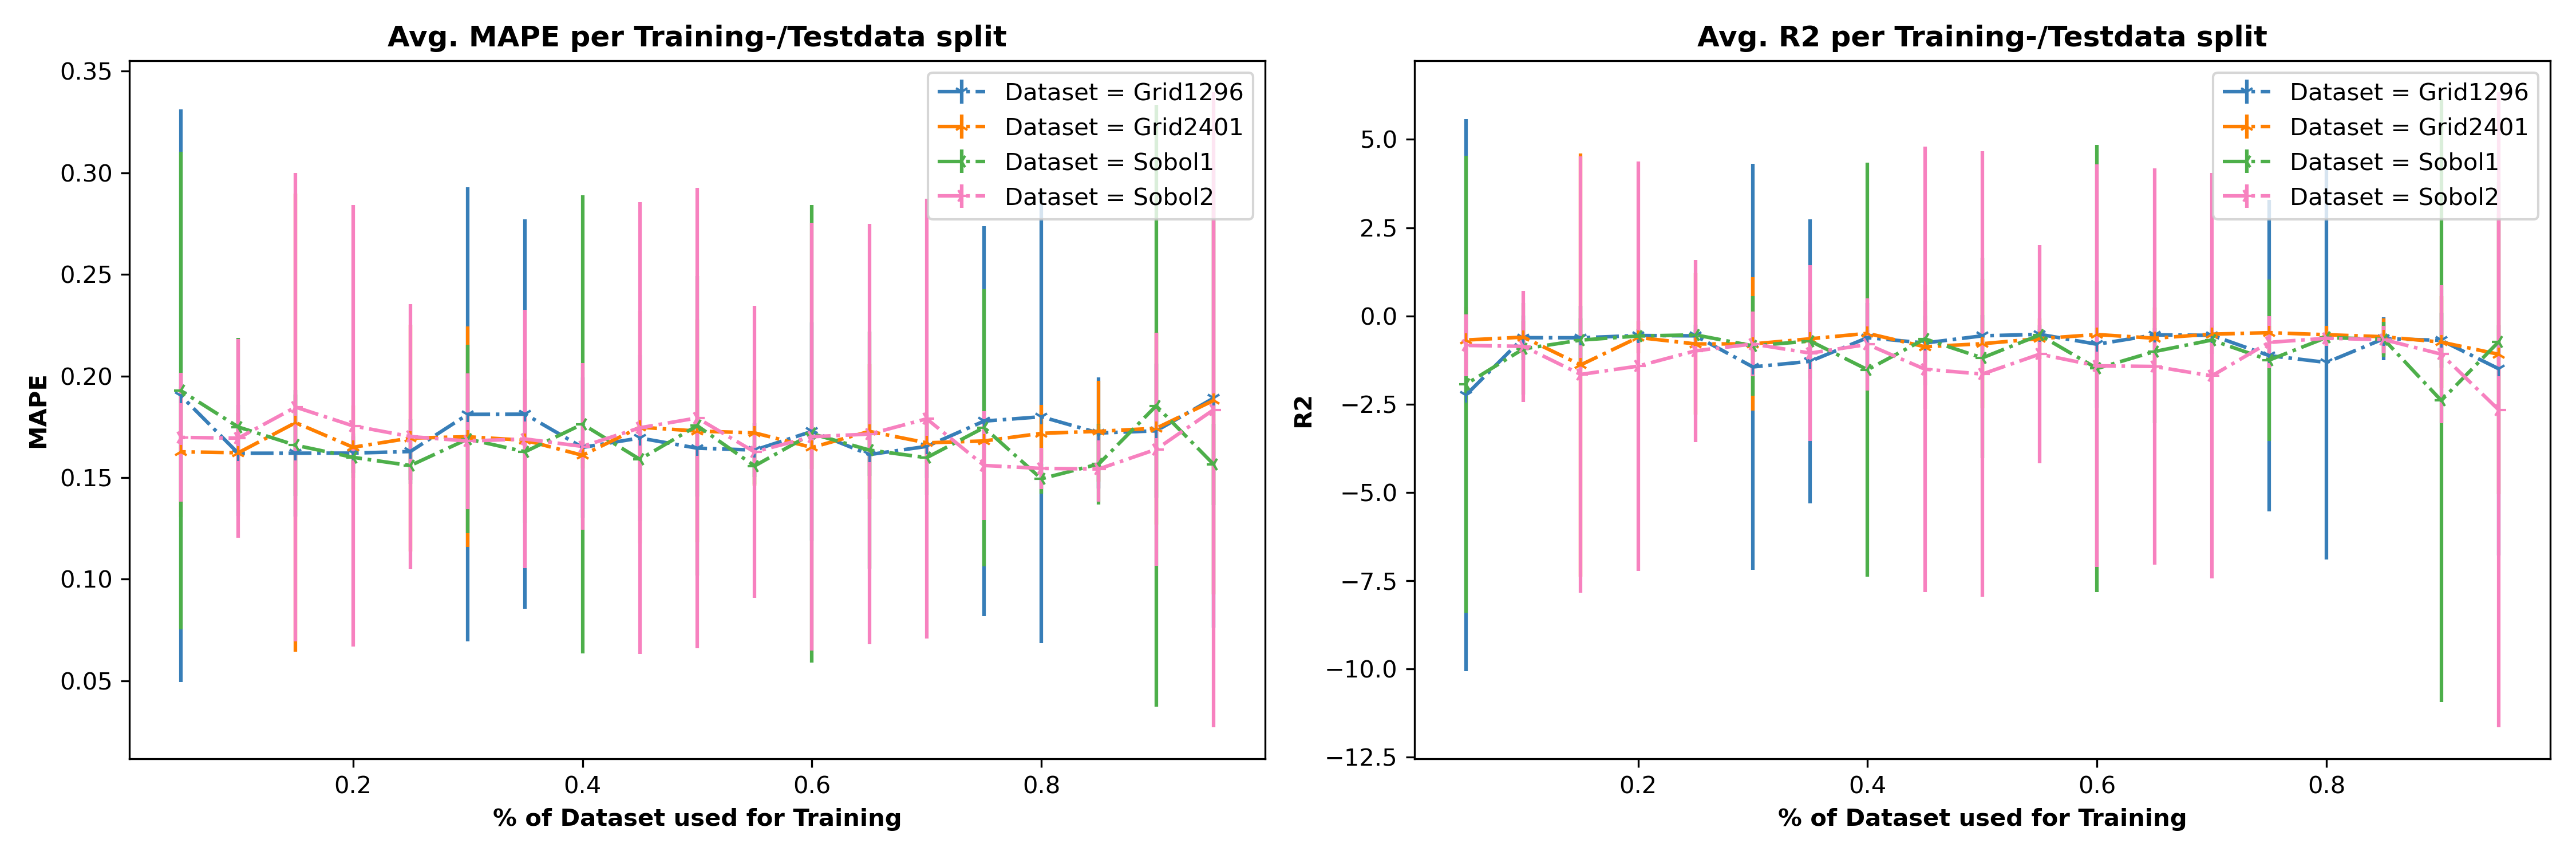 Avg. MAPE per Training-/Testdata split
0.35
0.30
0.25
0.20
0.15
0.10
0.05
MAPE
Dataset = Grid1296
Dataset = Grid2401
Dataset = Sobol1
Dataset = Sobol2
0.2
0.4
0.6
0.8
% of Dataset used for Training
Avg. R2 per Training-/Testdata split
5.0
2.5
0.0
−2.5
−5.0
−7.5
−10.0
−12.5
R2
Dataset = Grid1296
Dataset = Grid2401
Dataset = Sobol1
Dataset = Sobol2
0.2
0.4
0.6
0.8
% of Dataset used for Training